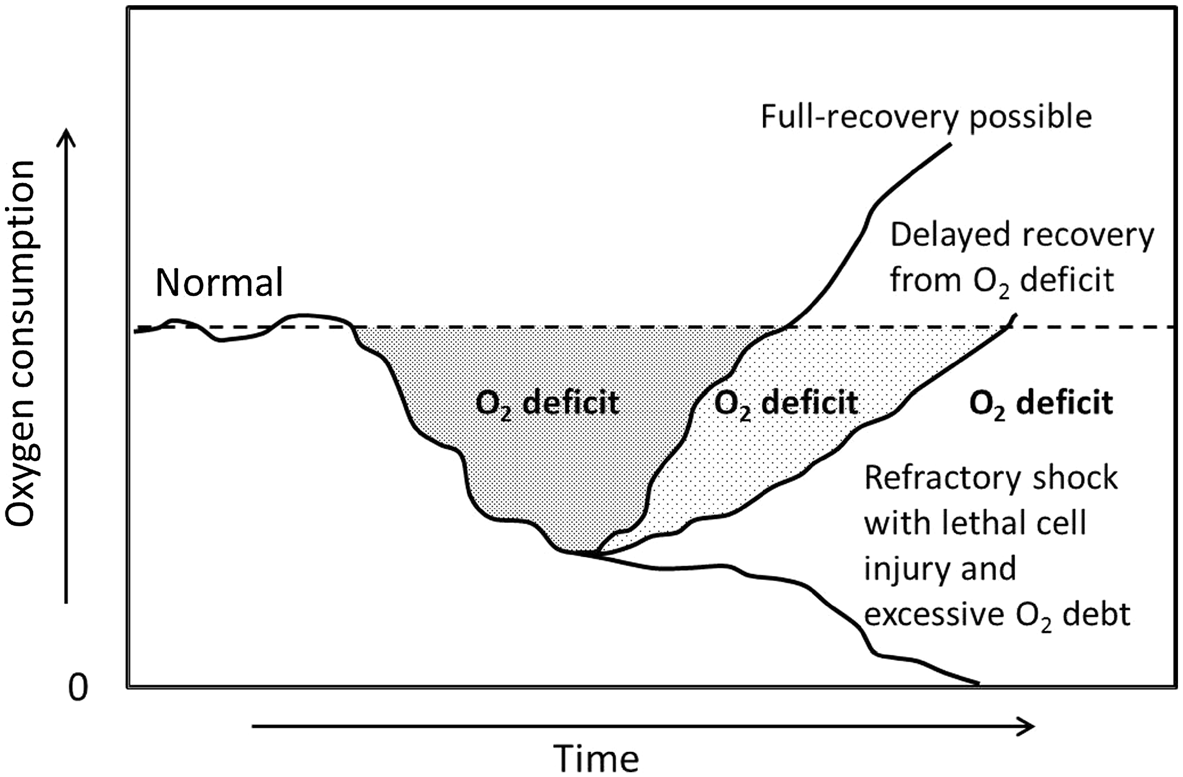 Full-recovery possible
Delayed recovery
from O₂ deficit
Normal
O₂ deficit
O₂ deficit
O₂ deficit
Refractory shock
with lethal cell
injury and
excessive O₂ debt
Oxygen consumption
0
Time